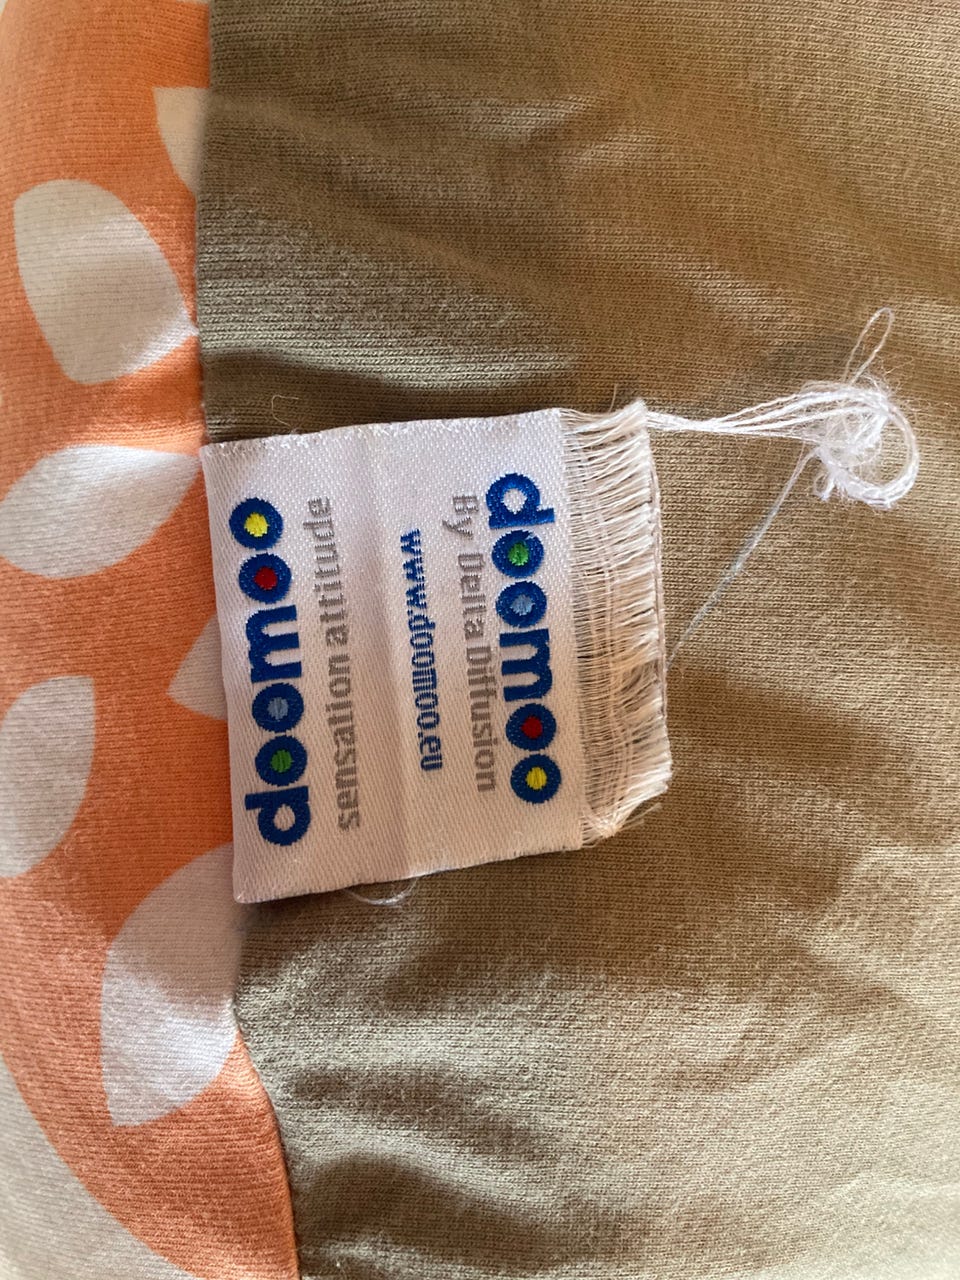 doomoo
sensation attitude
www.doomoo.eu
By Delta Diffusion
doomoo